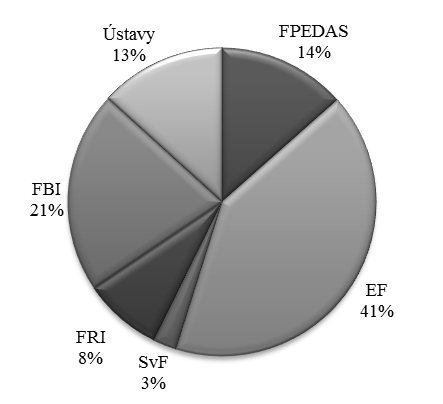 Ústavy
13%
FPEDAS
14%
FBI
21%
EF
41%
FRI
8%
SvF
3%